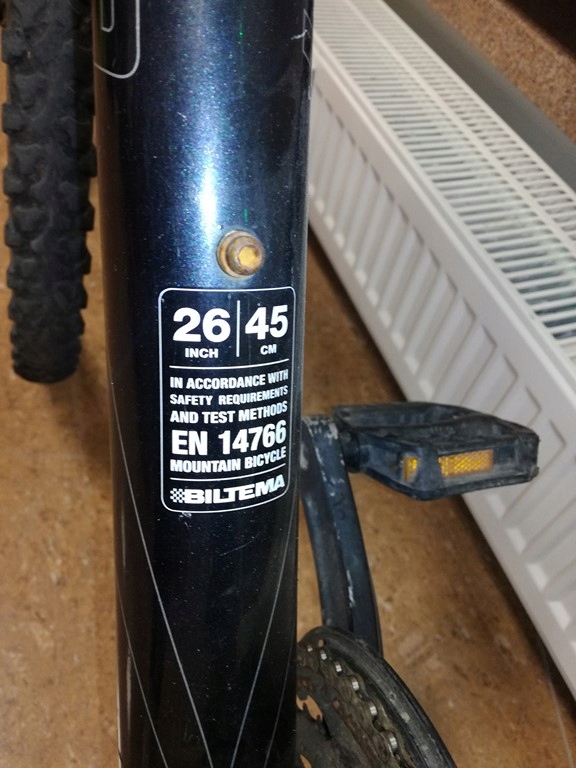 26 | 45
INCH CM
IN ACCORDANCE WITH
SAFETY REQUIREMENTS
AND TEST METHODS
EN 14766
MOUNTAIN BICYCLE
BILTEMA